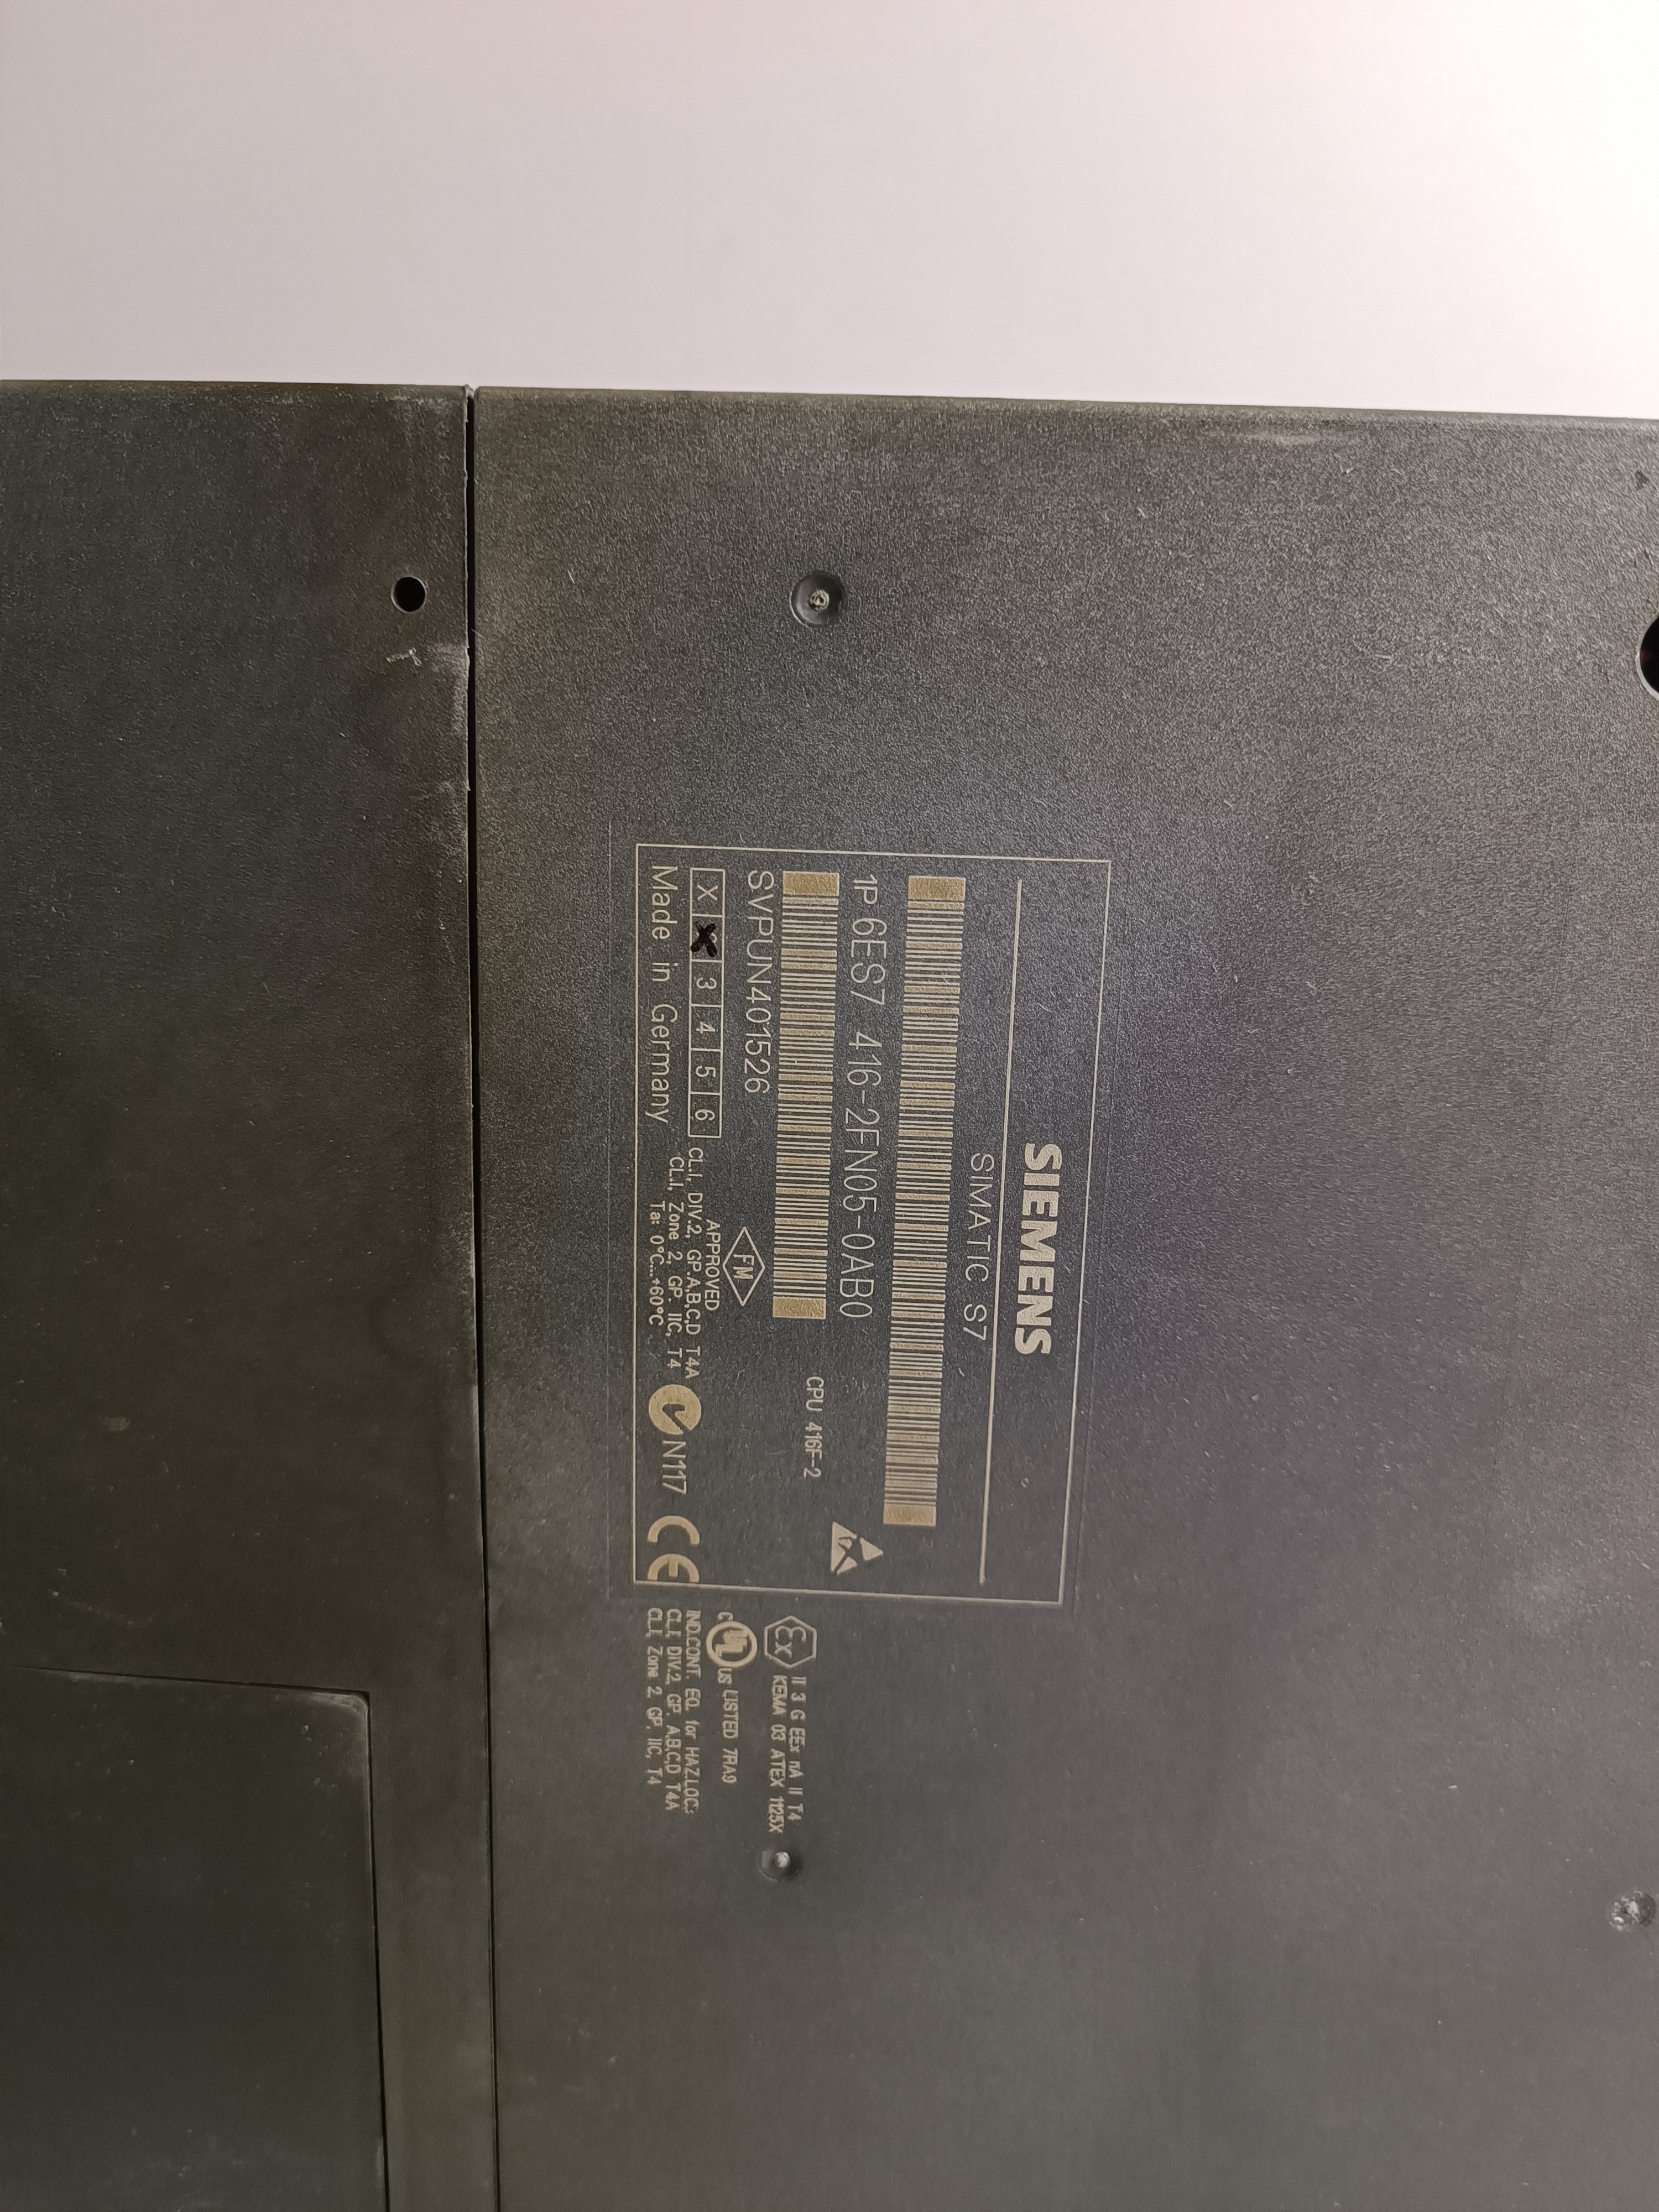 SIEMENS
SIMATIC S7
1P 6ES7 416-2FN05-0AB0
CPU 416F-2
SVPUN401526
X 3 4 5 6
Made in Germany
FM
APPROVED
CL.I, DIV.2, GP.A,B,C,D T4A
CL.I, Zone 2, GP. IIC, T4
Ta: 0°C...+60°C
N117
CE
Ex
II 3 G EEx nA II T4
KEMA 03 ATEX 1125X
C UL US LISTED 7RA9
IND.CONT. EQ. for HAZ.LOC.:
CL.I, DIV.2, GP. A,B,C,D T4A
CL.I, Zone 2, GP. IIC, T4